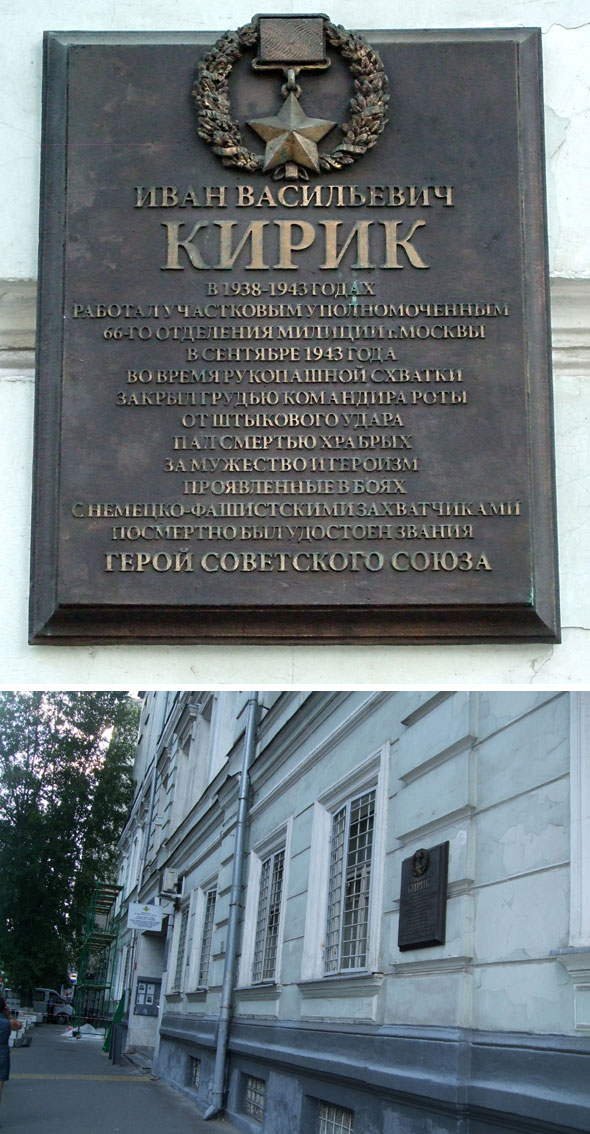 ИВАН ВАСИЛЬЕВИЧ
КИРИК
В 1938-1943 ГОДАХ
РАБОТАЛ УЧАСТКОВЫМ УПОЛНОМОЧЕННЫМ
66-ГО ОТДЕЛЕНИЯ МИЛИЦИИ г. МОСКВЫ
В СЕНТЯБРЕ 1943 ГОДА
ВО ВРЕМЯ РУКОПАШНОЙ СХВАТКИ
ЗАКРЫЛ ГРУДЬЮ КОМАНДИРА РОТЫ
ОТ ШТЫКОВОГО УДАРА
ПАЛ СМЕРТЬЮ ХРАБРЫХ
ЗА МУЖЕСТВО И ГЕРОИЗМ
ПРОЯВЛЕННЫЕ В БОЯХ
С НЕМЕЦКО-ФАШИСТСКИМИ ЗАХВАТЧИКАМИ
ПОСМЕРТНО БЫЛ УДОСТОЕН ЗВАНИЯ
ГЕРОЙ СОВЕТСКОГО СОЮЗА
КИРИК